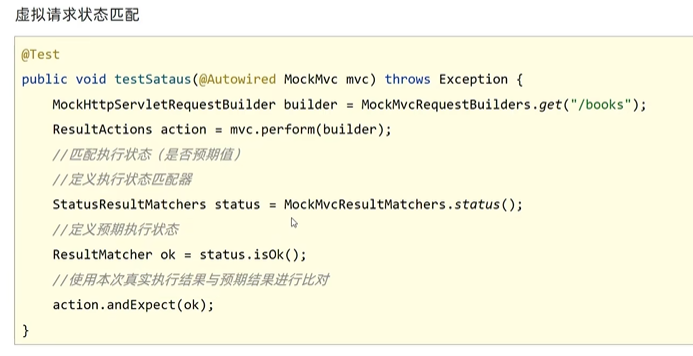 虚拟请求状态匹配
@Test
public void testSataus(@Autowired MockMvc mvc) throws Exception {
MockHttpServletRequestBuilder builder = MockMvcRequestBuilders.get("/books");
ResultActions action = mvc.perform(builder);
//匹配执行状态（是否预期值）
//定义执行状态匹配器
StatusResultMatchers status = MockMvcResultMatchers.status();
//定义预期执行状态
ResultMatcher ok = status.isOk();
//使用本次真实执行结果与预期结果进行比对
action.andExpect(ok);
}